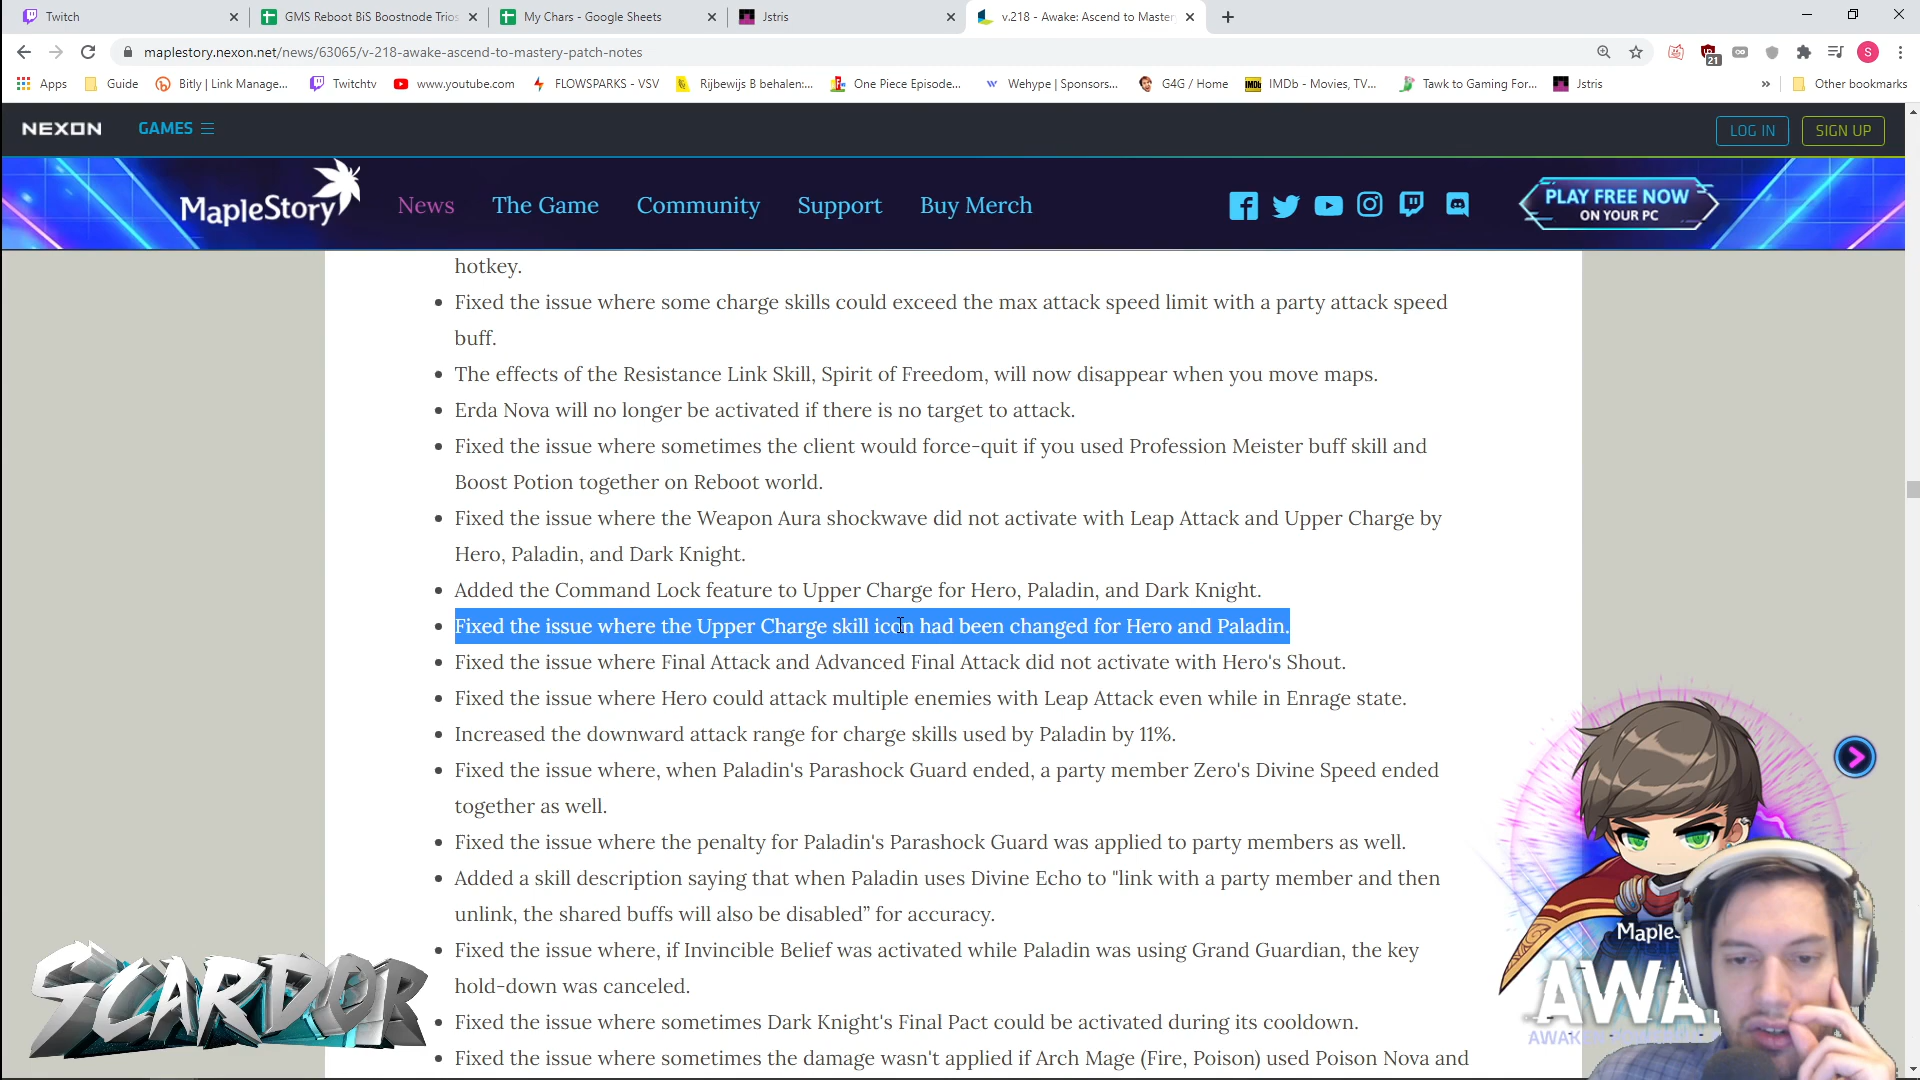 Twitch
GMS Reboot BiS Boostnode Trios
My Chars - Google Sheets
Jstris
v.218 - Awake: Ascend to Master
maplestory.nexon.net/news/63065/v-218-awake-ascend-to-mastery-patch-notes
21
S
Apps
Guide
Bitly | Link Manage...
Twitchtv
www.youtube.com
FLOWSPARKS - VSV
Rijbewijs B behalen:...
One Piece Episode...
Wehype | Sponsors...
G4G / Home
IMDb - Movies, TV...
Tawk to Gaming For...
Jstris
Other bookmarks
NEXON
GAMES
LOG IN
SIGN UP
MapleStory
News
The Game
Community
Support
Buy Merch
PLAY FREE NOW
ON YOUR PC
hotkey.
• Fixed the issue where some charge skills could exceed the max attack speed limit with a party attack speed
buff.
• The effects of the Resistance Link Skill, Spirit of Freedom, will now disappear when you move maps.
• Erda Nova will no longer be activated if there is no target to attack.
• Fixed the issue where sometimes the client would force-quit if you used Profession Meister buff skill and
Boost Potion together on Reboot world.
• Fixed the issue where the Weapon Aura shockwave did not activate with Leap Attack and Upper Charge by
Hero, Paladin, and Dark Knight.
• Added the Command Lock feature to Upper Charge for Hero, Paladin, and Dark Knight.
• Fixed the issue where the Upper Charge skill icon had been changed for Hero and Paladin.
• Fixed the issue where Final Attack and Advanced Final Attack did not activate with Hero's Shout.
• Fixed the issue where Hero could attack multiple enemies with Leap Attack even while in Enrage state.
• Increased the downward attack range for charge skills used by Paladin by 11%.
• Fixed the issue where, when Paladin's Parashock Guard ended, a party member Zero's Divine Speed ended
together as well.
• Fixed the issue where the penalty for Paladin's Parashock Guard was applied to party members as well.
• Added a skill description saying that when Paladin uses Divine Echo to "link with a party member and then
unlink, the shared buffs will also be disabled” for accuracy.
• Fixed the issue where, if Invincible Belief was activated while Paladin was using Grand Guardian, the key
hold-down was canceled.
• Fixed the issue where sometimes Dark Knight's Final Pact could be activated during its cooldown.
• Fixed the issue where sometimes the damage wasn't applied if Arch Mage (Fire, Poison) used Poison Nova and
SCARDOR
Maples
AWA